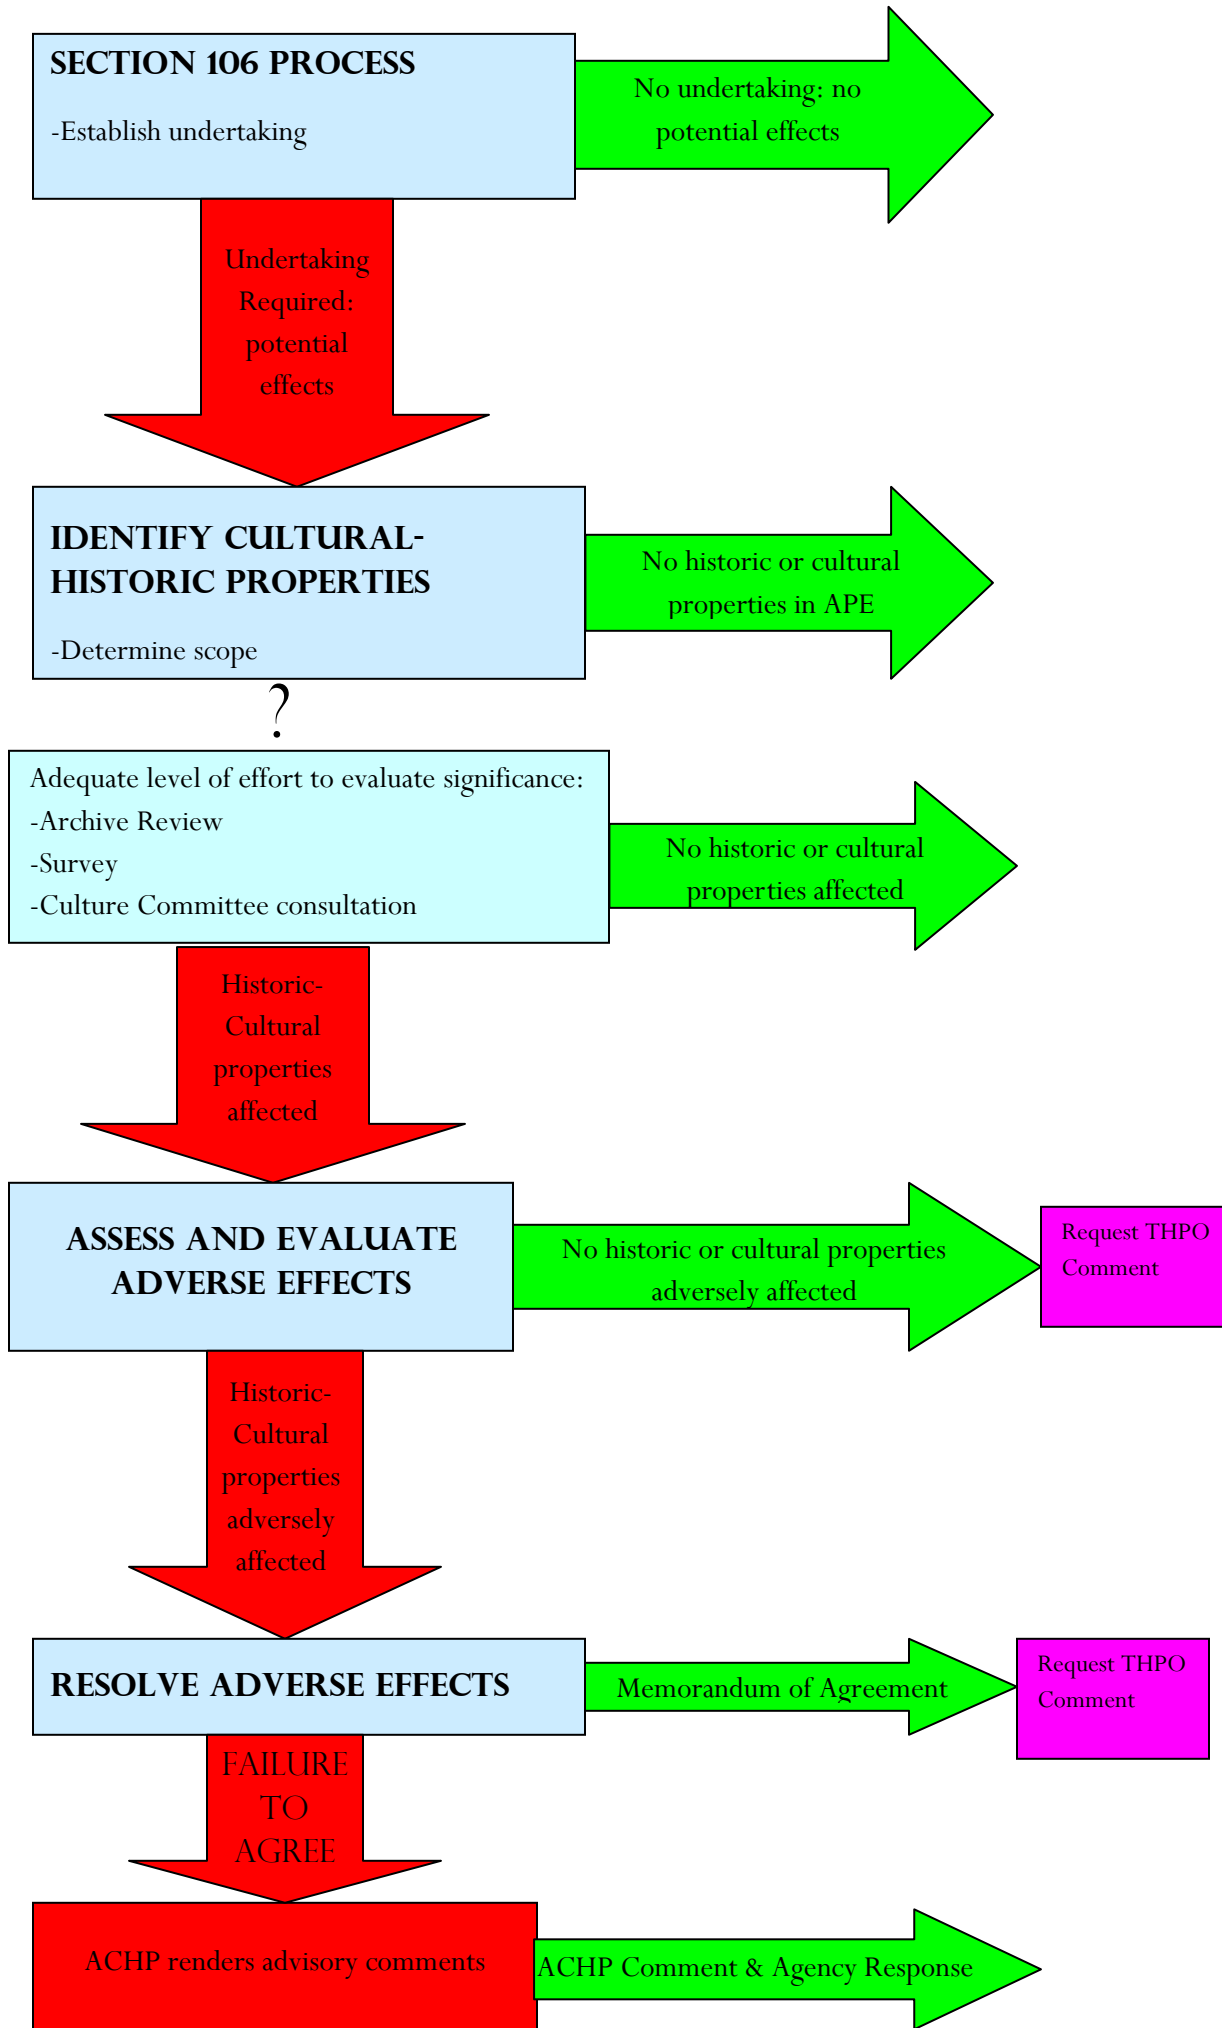 SECTION 106 PROCESS
-Establish undertaking
No undertaking: no
potential effects
Undertaking
Required:
potential
effects
IDENTIFY CULTURAL-
HISTORIC PROPERTIES
-Determine scope
No historic or cultural
properties in APE
?
Adequate level of effort to evaluate significance:
-Archive Review
-Survey
-Culture Committee consultation
No historic or cultural
properties affected
Historic-
Cultural
properties
affected
ASSESS AND EVALUATE
ADVERSE EFFECTS
No historic or cultural properties
adversely affected
Request THPO
Comment
Historic-
Cultural
properties
adversely
affected
RESOLVE ADVERSE EFFECTS
Memorandum of Agreement
Request THPO
Comment
FAILURE
TO
AGREE
ACHP renders advisory comments
ACHP Comment & Agency Response